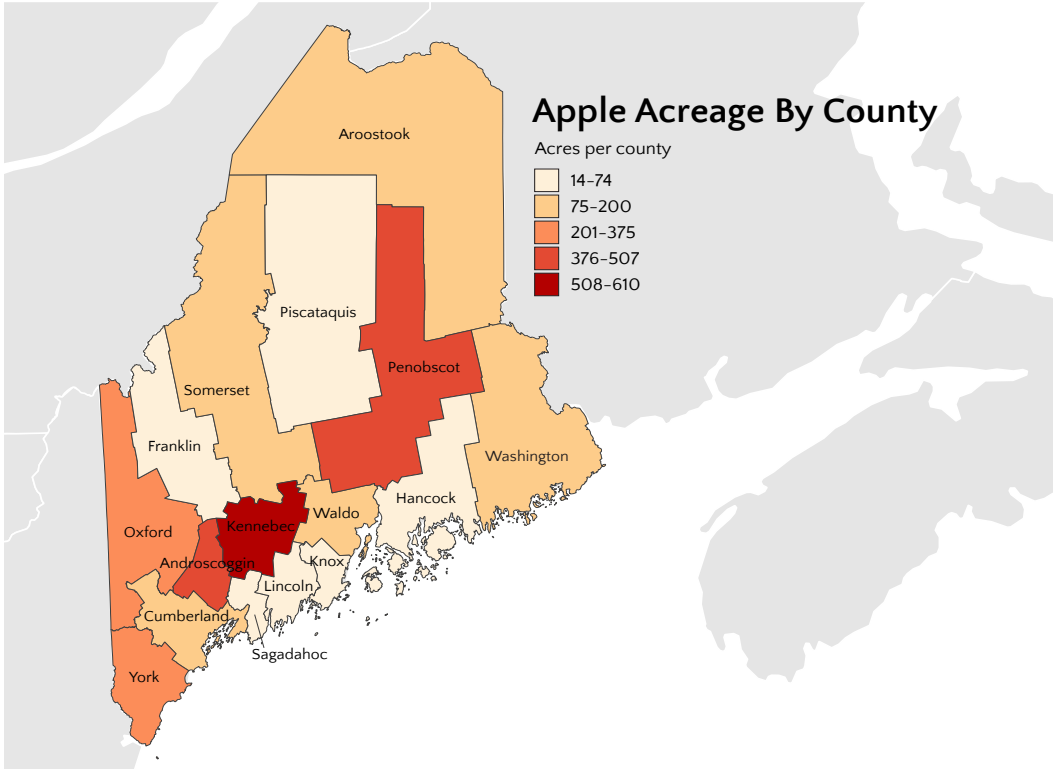 Apple Acreage By County
Acres per county
14–74
75–200
201–375
376–507
508–610
Aroostook
Piscataquis
Penobscot
Somerset
Franklin
Washington
Hancock
Waldo
Kennebec
Oxford
Androscoggin
Knox
Lincoln
Cumberland
Sagadahoc
York